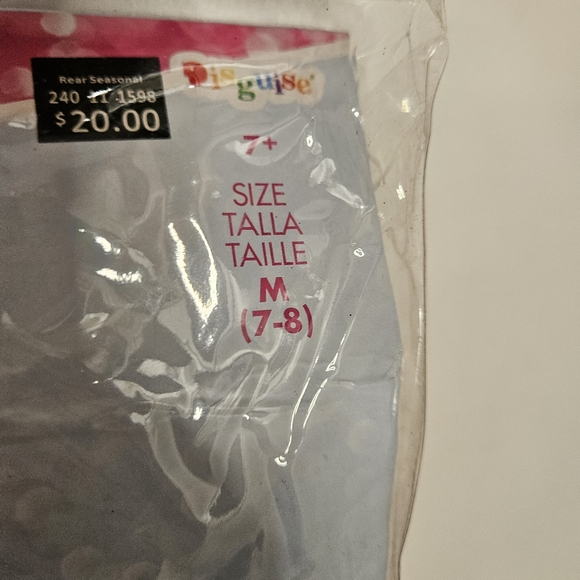 Rear Seasonal
240 11 1598
$20.00
Disguise
7+
SIZE
TALLA
TAILLE
M
(7-8)